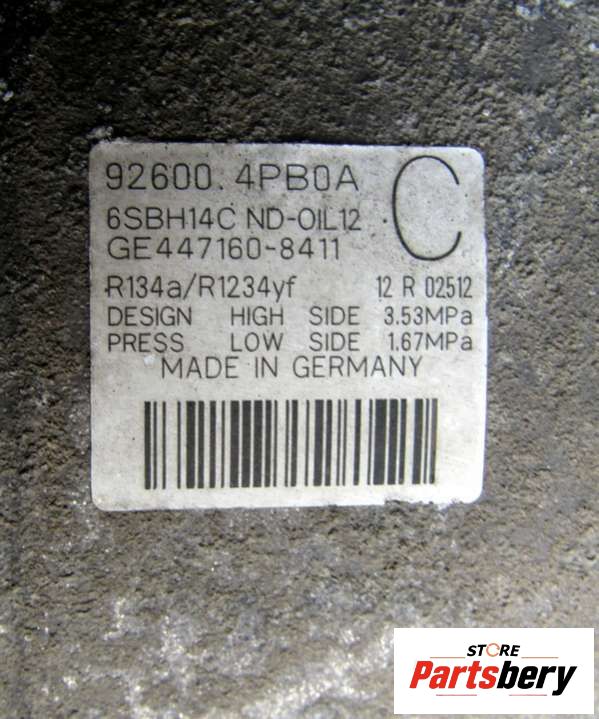 92600. 4PB0A C
6SBH14C ND-OIL12
GE447160-8411
R134a/R1234yf 12 R 02512
DESIGN HIGH SIDE 3.53MPa
PRESS LOW SIDE 1.67MPa
MADE IN GERMANY
STORE
Partsbery